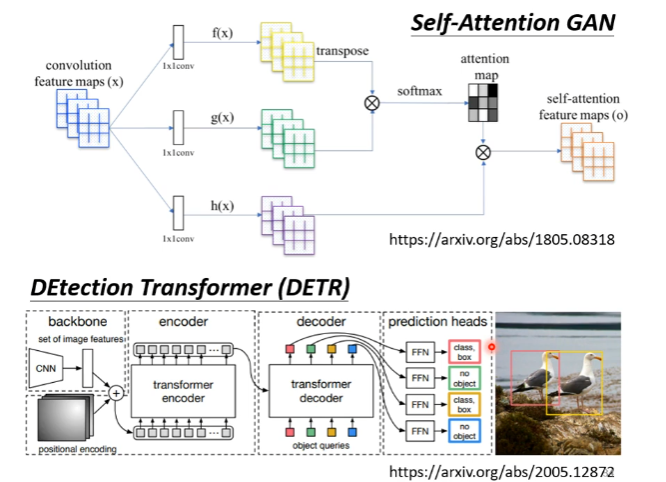 Self-Attention GAN
convolution
feature maps (x)
f(x)
1x1conv
transpose
g(x)
1x1conv
h(x)
1x1conv
softmax
attention
map
self-attention
feature maps (o)
https://arxiv.org/abs/1805.08318
DEtection Transformer (DETR)
backbone
set of image features
CNN
positional encoding
encoder
transformer
encoder
decoder
transformer
decoder
object queries
prediction heads
FFN
class,
box
FFN
no
object
FFN
class,
box
FFN
no
object
https://arxiv.org/abs/2005.12872